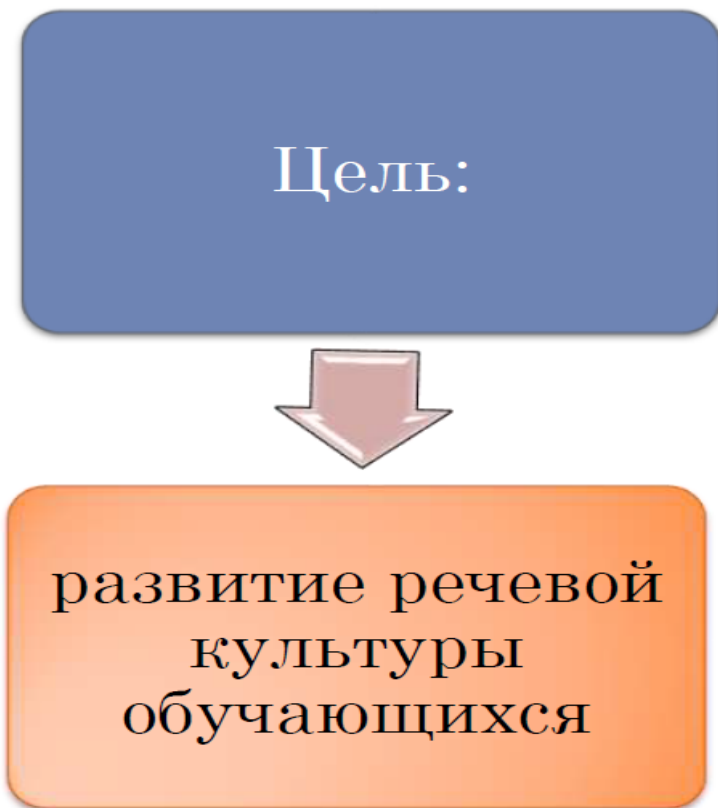 Цель:
развитие речевой
культуры
обучающихся